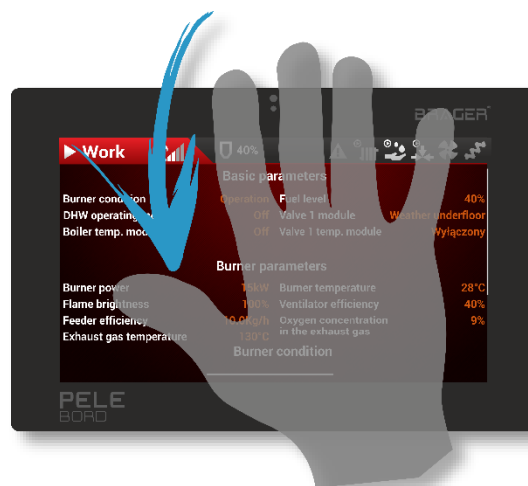 BRAGER
Work 40%
Basic parameters
Burner condition Operation Fuel level 40%
DHW operating Off Valve 1 module Weather underfloor
Boiler temp. mod Off Valve 1 temp. module Wyłączony
Burner parameters
Burner power 15kW Burner temperature 28°C
Flame brightness 100% Ventilator efficiency 40%
Feeder efficiency 10.0Kg/h Oxygen concentration 9%
in the exhaust gas
Exhaust gas temperature 130°C
Burner condition
PELE
BORD